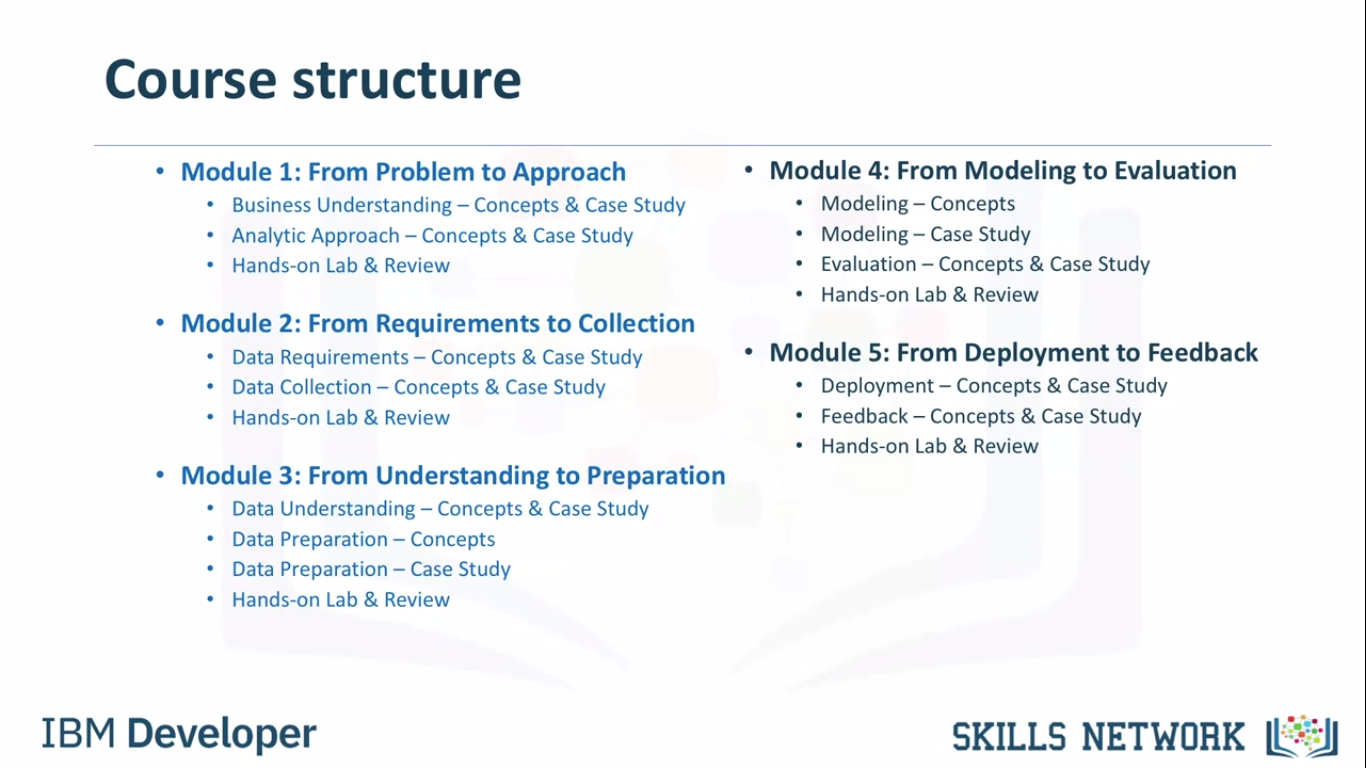 Course structure
• Module 1: From Problem to Approach
• Business Understanding – Concepts & Case Study
• Analytic Approach – Concepts & Case Study
• Hands-on Lab & Review
• Module 2: From Requirements to Collection
• Data Requirements – Concepts & Case Study
• Data Collection – Concepts & Case Study
• Hands-on Lab & Review
• Module 3: From Understanding to Preparation
• Data Understanding – Concepts & Case Study
• Data Preparation – Concepts
• Data Preparation – Case Study
• Hands-on Lab & Review
• Module 4: From Modeling to Evaluation
• Modeling – Concepts
• Modeling – Case Study
• Evaluation – Concepts & Case Study
• Hands-on Lab & Review
• Module 5: From Deployment to Feedback
• Deployment – Concepts & Case Study
• Feedback – Concepts & Case Study
• Hands-on Lab & Review
IBM Developer
SKILLS NETWORK